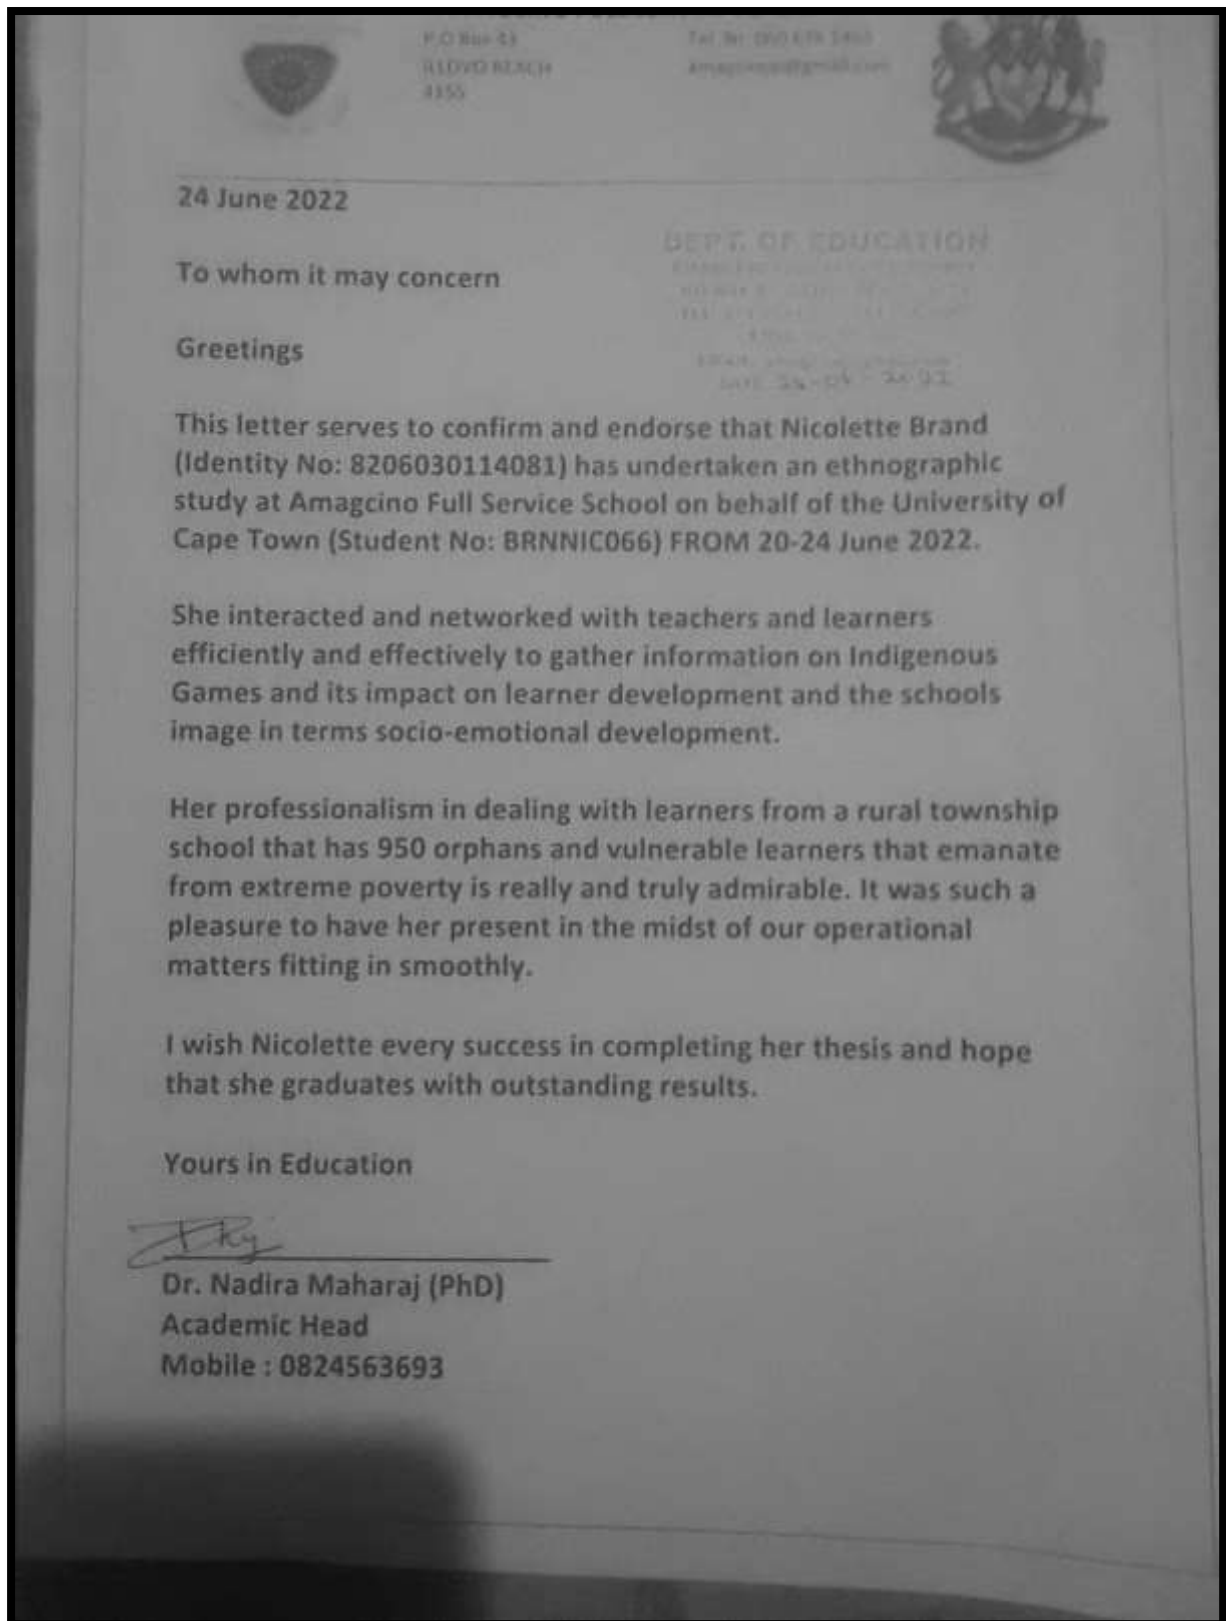 P.O Box 43
ILLOVO BEACH
4155
24 June 2022
DEPT. OF EDUCATION
To whom it may concern
Greetings
This letter serves to confirm and endorse that Nicolette Brand
(Identity No: 8206030114081) has undertaken an ethnographic
study at Amagcino Full Service School on behalf of the University of
Cape Town (Student No: BRNNIC066) FROM 20-24 June 2022.
She interacted and networked with teachers and learners
efficiently and effectively to gather information on Indigenous
Games and its impact on learner development and the schools
image in terms socio-emotional development.
Her professionalism in dealing with learners from a rural township
school that has 950 orphans and vulnerable learners that emanate
from extreme poverty is really and truly admirable. It was such a
pleasure to have her present in the midst of our operational
matters fitting in smoothly.
I wish Nicolette every success in completing her thesis and hope
that she graduates with outstanding results.
Yours in Education
Dr. Nadira Maharaj (PhD)
Academic Head
Mobile : 0824563693